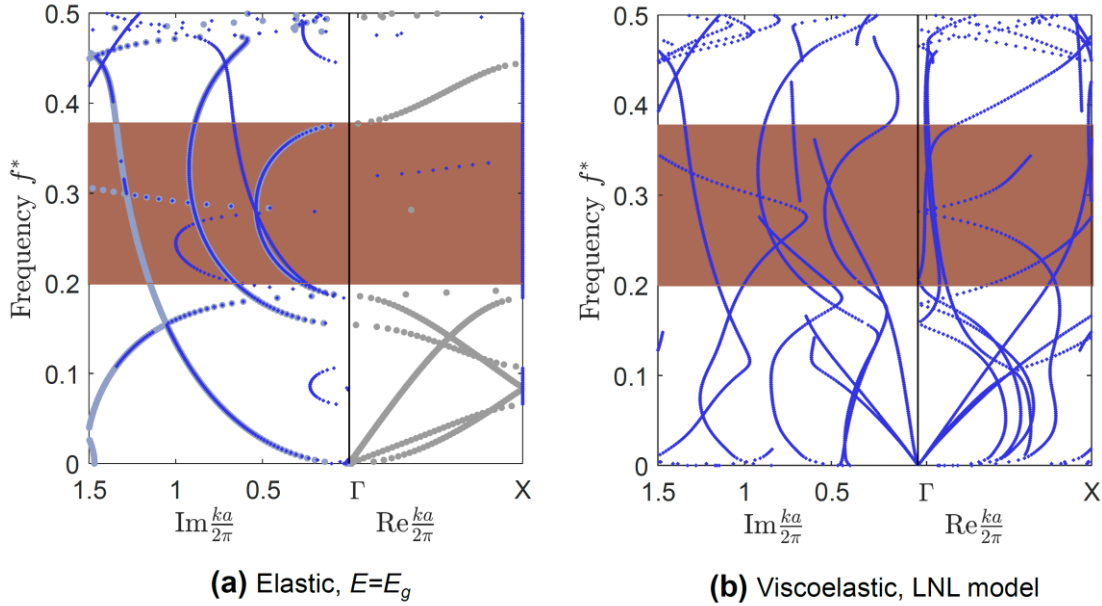 Frequency f*
0.5
0.4
0.3
0.2
0.1
0
1.5 1 0.5 Γ X
Im ka/2π Re ka/2π
(a) Elastic, E=E_g
Frequency f*
0.5
0.4
0.3
0.2
0.1
0
1.5 1 0.5 Γ X
Im ka/2π Re ka/2π
(b) Viscoelastic, LNL model